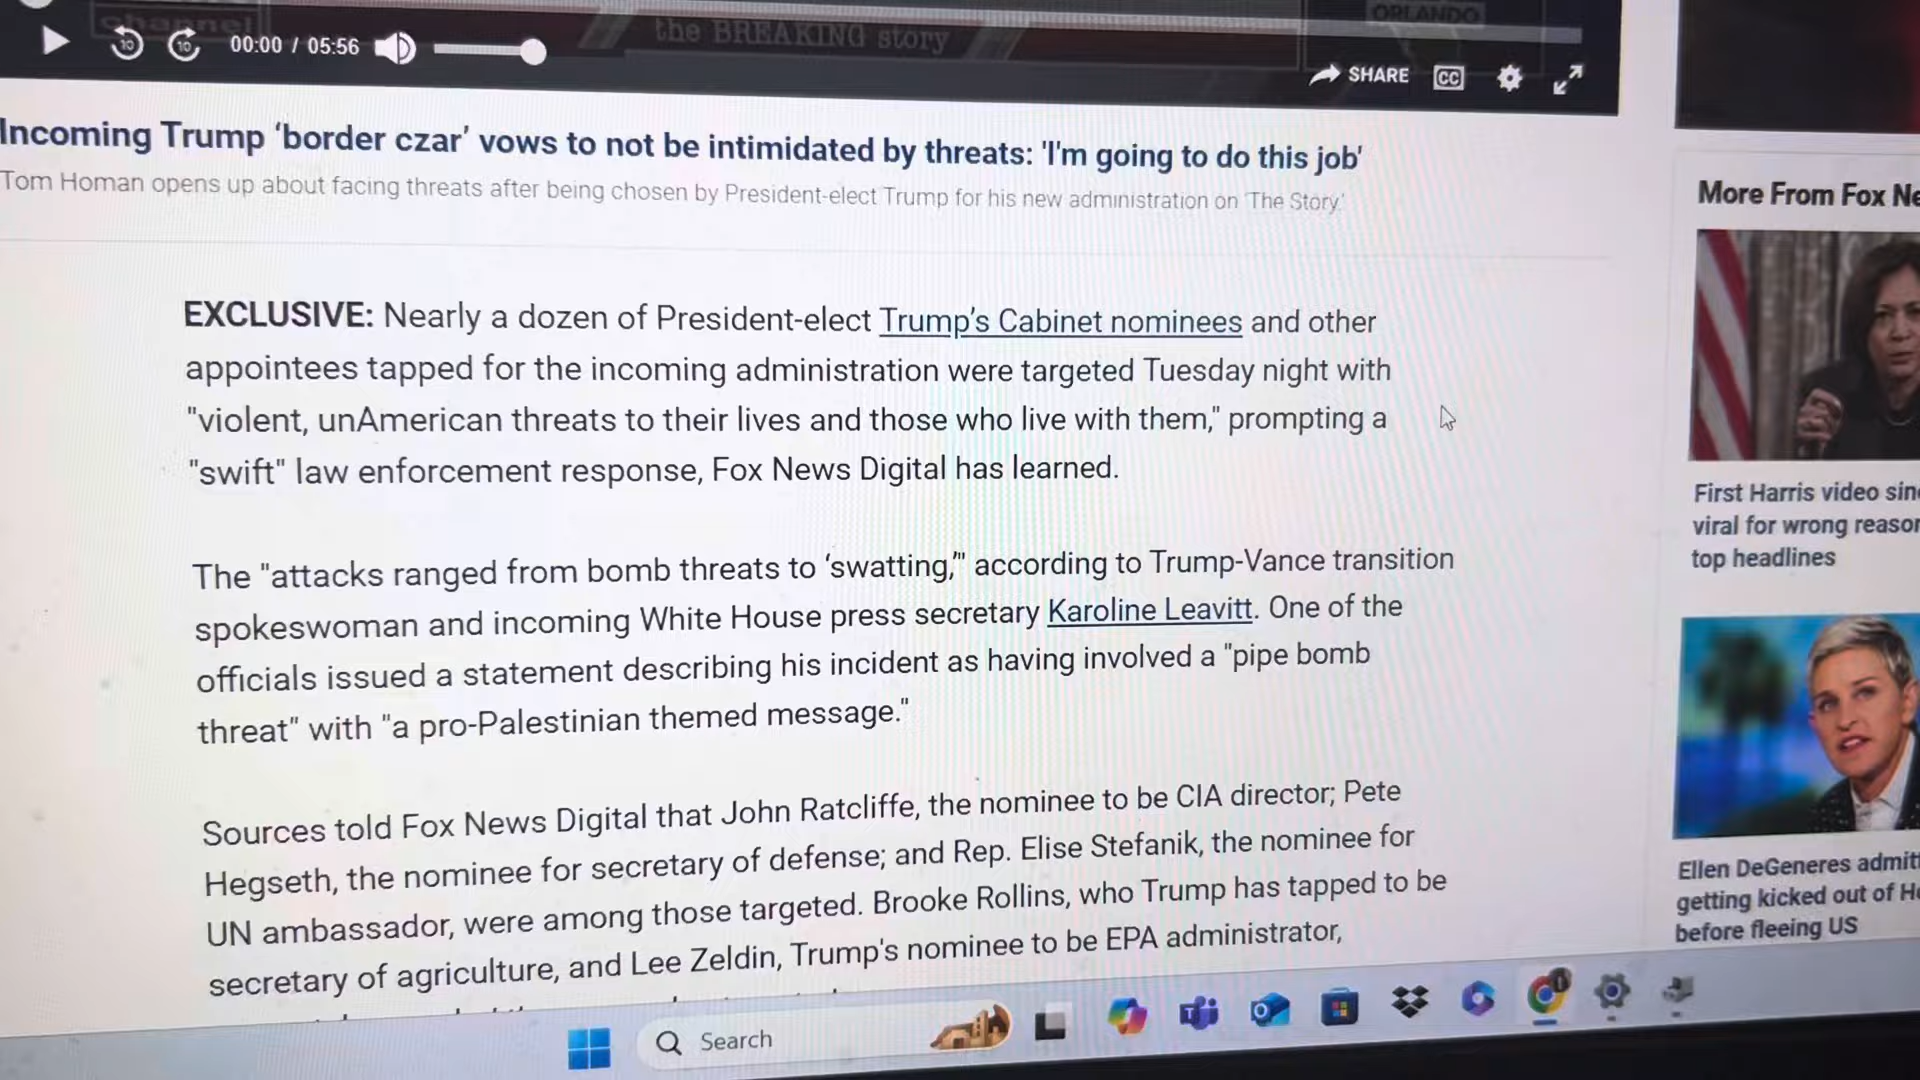 channel
the BREAKING story
ORLANDO
10
10
00:00 / 05:56
SHARE
CC
Incoming Trump ‘border czar’ vows to not be intimidated by threats: 'I'm going to do this job'
Tom Homan opens up about facing threats after being chosen by President-elect Trump for his new administration on 'The Story.'
EXCLUSIVE: Nearly a dozen of President-elect Trump’s Cabinet nominees and other
appointees tapped for the incoming administration were targeted Tuesday night with
"violent, unAmerican threats to their lives and those who live with them," prompting a
"swift" law enforcement response, Fox News Digital has learned.
The "attacks ranged from bomb threats to ‘swatting,’" according to Trump-Vance transition
spokeswoman and incoming White House press secretary Karoline Leavitt. One of the
officials issued a statement describing his incident as having involved a "pipe bomb
threat" with "a pro-Palestinian themed message."
Sources told Fox News Digital that John Ratcliffe, the nominee to be CIA director; Pete
Hegseth, the nominee for secretary of defense; and Rep. Elise Stefanik, the nominee for
UN ambassador, were among those targeted. Brooke Rollins, who Trump has tapped to be
secretary of agriculture, and Lee Zeldin, Trump's nominee to be EPA administrator,
More From Fox Ne
First Harris video sin
viral for wrong reason
top headlines
Ellen DeGeneres admit
getting kicked out of H
before fleeing US
Search